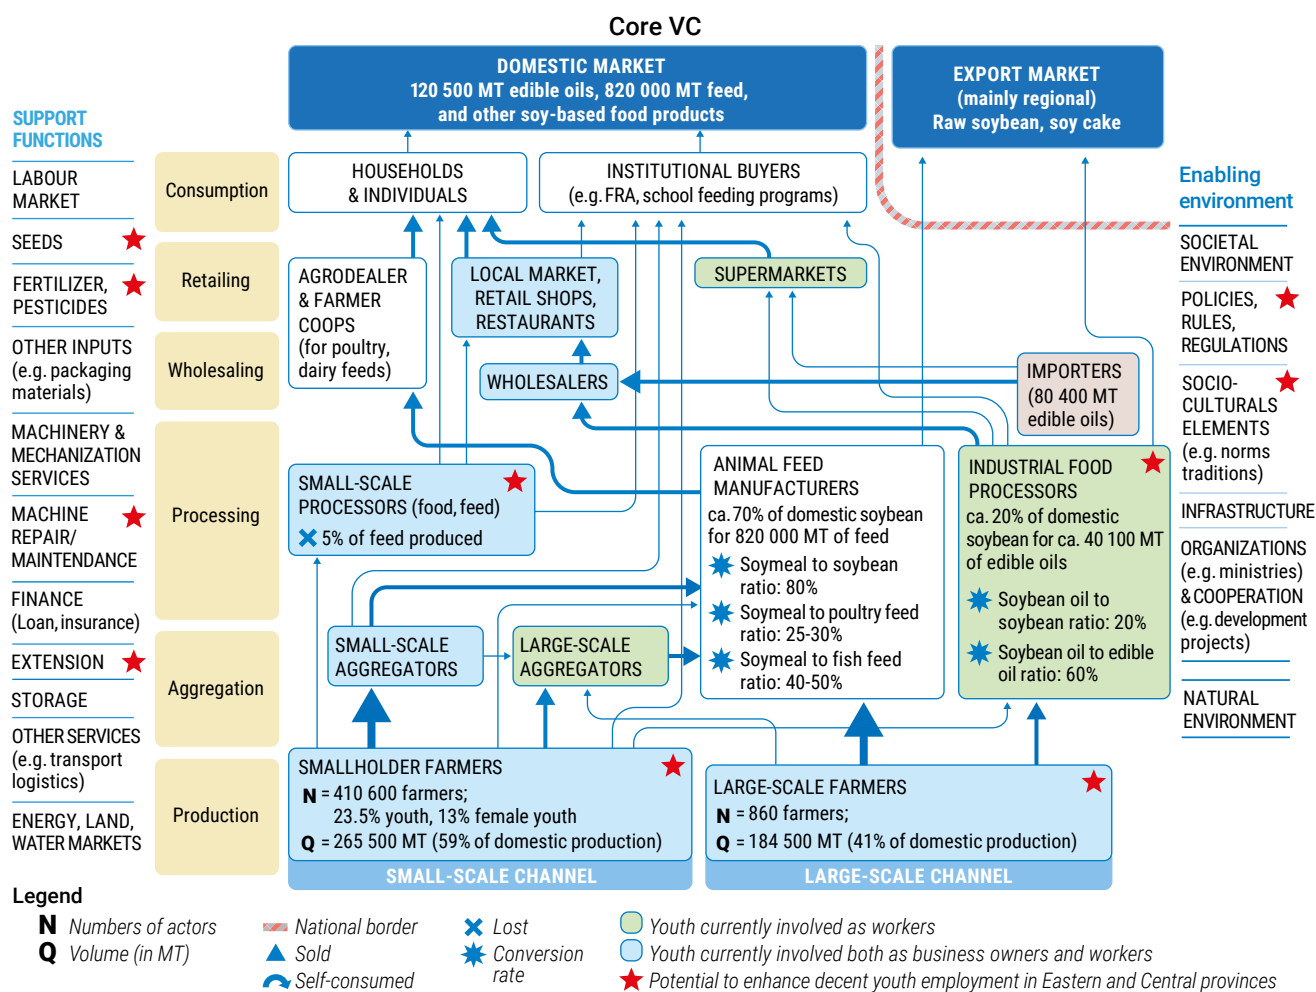 Core VC
DOMESTIC MARKET
120 500 MT edible oils, 820 000 MT feed,
and other soy-based food products
EXPORT MARKET
(mainly regional)
Raw soybean, soy cake
SUPPORT
FUNCTIONS
LABOUR
MARKET
SEEDS
FERTILIZER,
PESTICIDES
OTHER INPUTS
(e.g. packaging
materials)
MACHINERY &
MECHANIZATION
SERVICES
MACHINE
REPAIR/
MAINTENDANCE
FINANCE
(Loan, insurance)
EXTENSION
STORAGE
OTHER SERVICES
(e.g. transport
logistics)
ENERGY, LAND,
WATER MARKETS
Consumption
Retailing
Wholesaling
Processing
Aggregation
Production
HOUSEHOLDS
& INDIVIDUALS
INSTITUTIONAL BUYERS
(e.g. FRA, school feeding programs)
AGRODEALER
& FARMER
COOPS
(for poultry,
dairy feeds)
LOCAL MARKET,
RETAIL SHOPS,
RESTAURANTS
SUPERMARKETS
WHOLESALERS
IMPORTERS
(80 400 MT
edible oils)
SMALL-SCALE
PROCESSORS (food, feed)
5% of feed produced
ANIMAL FEED
MANUFACTURERS
ca. 70% of domestic soybean
for 820 000 MT of feed
Soymeal to soybean
ratio: 80%
Soymeal to poultry feed
ratio: 25-30%
Soymeal to fish feed
ratio: 40-50%
INDUSTRIAL FOOD
PROCESSORS
ca. 20% of domestic
soybean for ca. 40 100 MT
of edible oils
Soybean oil to
soybean ratio: 20%
Soybean oil to edible
oil ratio: 60%
SMALL-SCALE
AGGREGATORS
LARGE-SCALE
AGGREGATORS
SMALLHOLDER FARMERS
N = 410 600 farmers;
23.5% youth, 13% female youth
Q = 265 500 MT (59% of domestic production)
SMALL-SCALE CHANNEL
LARGE-SCALE FARMERS
N = 860 farmers;
Q = 184 500 MT (41% of domestic production)
LARGE-SCALE CHANNEL
Enabling
environment
SOCIETAL
ENVIRONMENT
POLICIES,
RULES,
REGULATIONS
SOCIO-
CULTURALS
ELEMENTS
(e.g. norms
traditions)
INFRASTRUCTURE
ORGANIZATIONS
(e.g. ministries)
& COOPERATION
(e.g. development
projects)
NATURAL
ENVIRONMENT
Legend
N Numbers of actors
Q Volume (in MT)
National border
Sold
Self-consumed
Lost
Conversion
rate
Youth currently involved as workers
Youth currently involved both as business owners and workers
Potential to enhance decent youth employment in Eastern and Central provinces